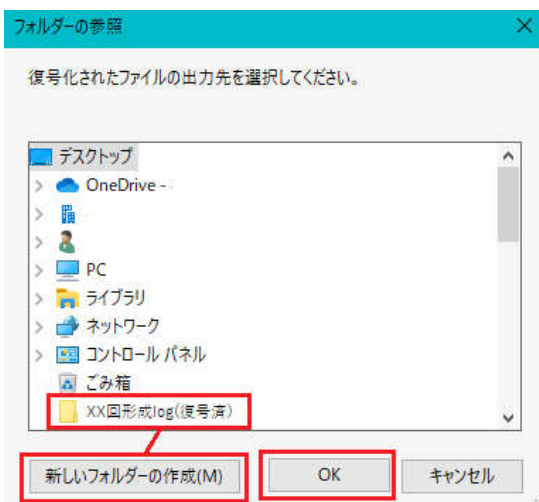 フォルダーの参照
復号化されたファイルの出力先を選択してください。
デスクトップ
OneDrive -
PC
ライブラリ
ネットワーク
コントロール パネル
ごみ箱
XX回形成log(復号済)
新しいフォルダーの作成(M)
OK
キャンセル